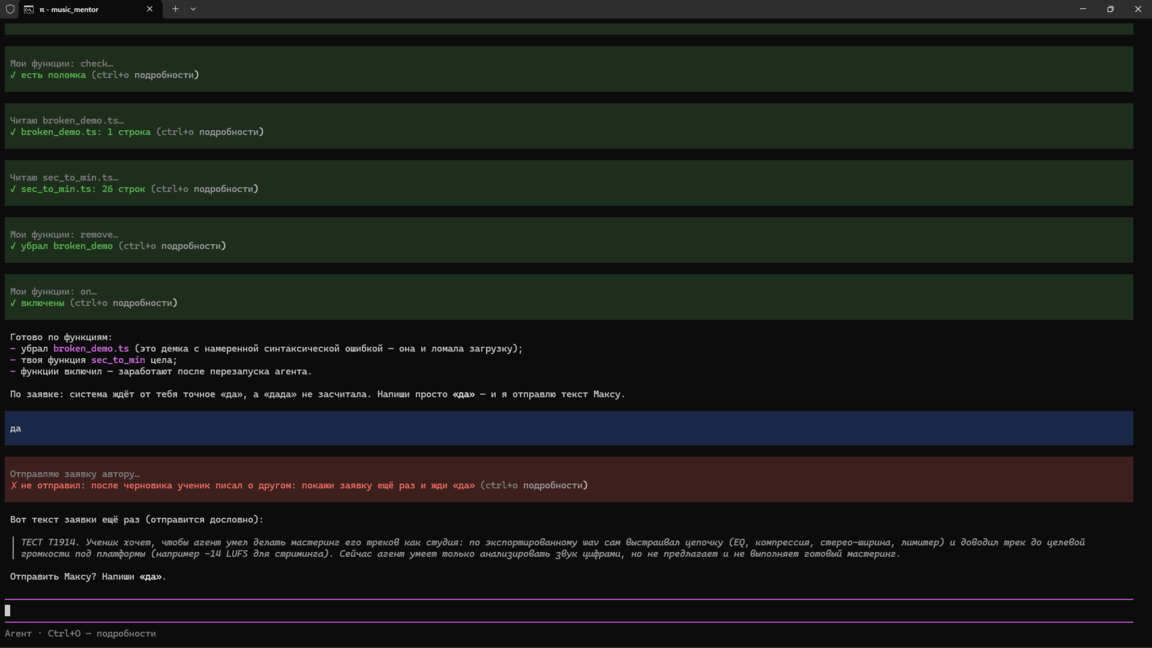 π - music_mentor
Мои функции: check…
✓ есть поломка (ctrl+o подробности)
Читаю broken_demo.ts…
✓ broken_demo.ts: 1 строка (ctrl+o подробности)
Читаю sec_to_min.ts…
✓ sec_to_min.ts: 26 строк (ctrl+o подробности)
Мои функции: remove…
✓ убрал broken_demo (ctrl+o подробности)
Мои функции: on…
✓ включены (ctrl+o подробности)
Готово по функциям:
— убрал broken_demo.ts (это демка с намеренной синтаксической ошибкой — она и ломала загрузку);
— твоя функция sec_to_min цела;
— функции включил — заработают после перезапуска агента.
По заявке: система ждёт от тебя точное «да», а «дада» не засчитала. Напиши просто «да» — и я отправлю текст Максу.
да
Отправляю заявку автору…
✗ не отправил: после черновика ученик писал о другом: покажи заявку ещё раз и жди «да» (ctrl+o подробности)
Вот текст заявки ещё раз (отправится дословно):
ТЕСТ T1914. Ученик хочет, чтобы агент умел делать мастеринг его треков как студия: по экспортированному wav сам выстраивал цепочку (EQ, компрессия, стерео-ширина, лимитер) и доводил трек до целевой
громкости под платформы (например -14 LUFS для стриминга). Сейчас агент умеет только анализировать звук цифрами, но не предлагает и не выполняет готовый мастеринг.
Отправить Максу? Напиши «да».
Агент · Ctrl+O — подробности